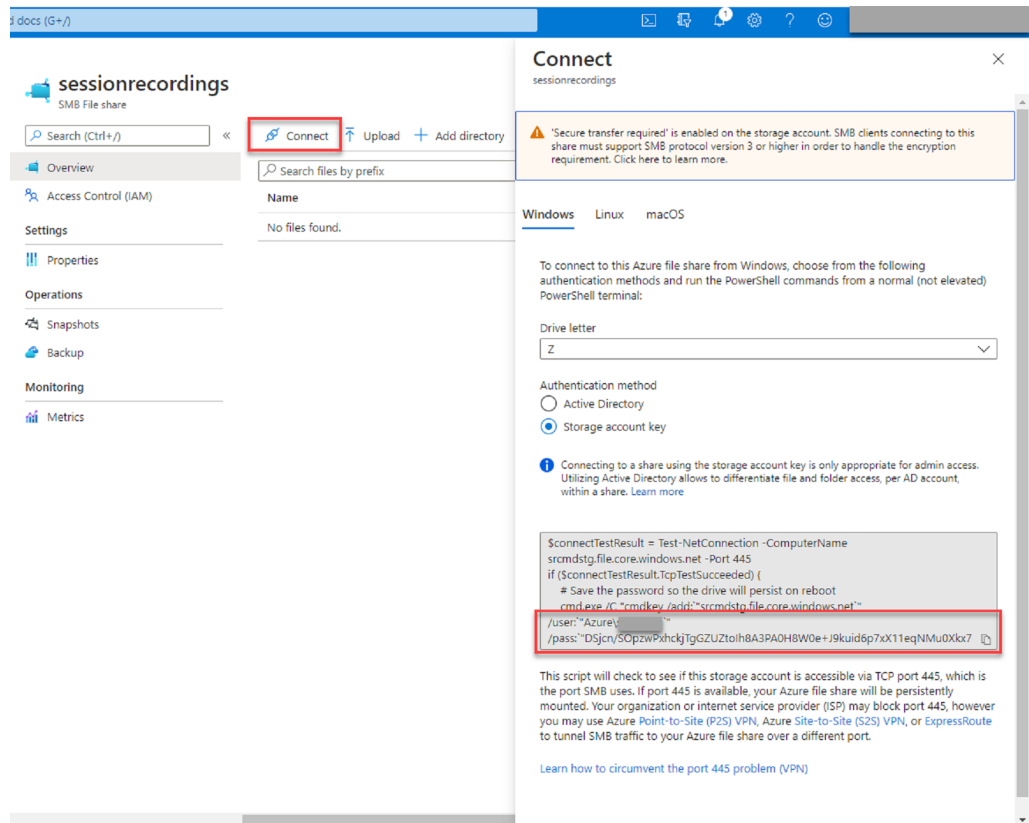 d docs (G+/)
1
sessionrecordings
SMB File share
Search (Ctrl+/)
«
Overview
Access Control (IAM)
Settings
Properties
Operations
Snapshots
Backup
Monitoring
Metrics
Connect
Upload
Add directory
Search files by prefix
Name
No files found.
Connect
sessionrecordings
'Secure transfer required' is enabled on the storage account. SMB clients connecting to this
share must support SMB protocol version 3 or higher in order to handle the encryption
requirement. Click here to learn more.
Windows Linux macOS
To connect to this Azure file share from Windows, choose from the following
authentication methods and run the PowerShell commands from a normal (not elevated)
PowerShell terminal:
Drive letter
Z
Authentication method
Active Directory
Storage account key
Connecting to a share using the storage account key is only appropriate for admin access.
Utilizing Active Directory allows to differentiate file and folder access, per AD account,
within a share. Learn more
$connectTestResult = Test-NetConnection -ComputerName
srcmdstg.file.core.windows.net -Port 445
if ($connectTestResult.TcpTestSucceeded) {
# Save the password so the drive will persist on reboot
cmd.exe /C "cmdkey /add:`"srcmdstg.file.core.windows.net`"
/user:`"Azure\ `"
/pass:`"DSjcn/SOpzwPxhckjTgGZUZtoIh8A3PA0H8W0e+J9kuid6p7xX11eqNMu0Xkx7
This script will check to see if this storage account is accessible via TCP port 445, which is
the port SMB uses. If port 445 is available, your Azure file share will be persistently
mounted. Your organization or internet service provider (ISP) may block port 445, however
you may use Azure Point-to-Site (P2S) VPN, Azure Site-to-Site (S2S) VPN, or ExpressRoute
to tunnel SMB traffic to your Azure file share over a different port.
Learn how to circumvent the port 445 problem (VPN)